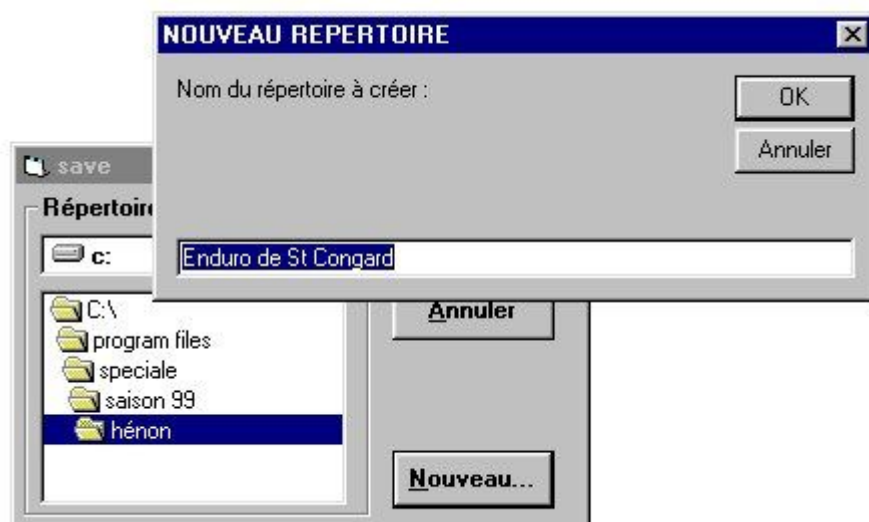 NOUVEAU REPERTOIRE
Nom du répertoire à créer :
OK
Annuler
Enduro de St Congard
save
Répertoire
c:
C:\
program files
speciale
saison 99
hénon
Annuler
Nouveau...